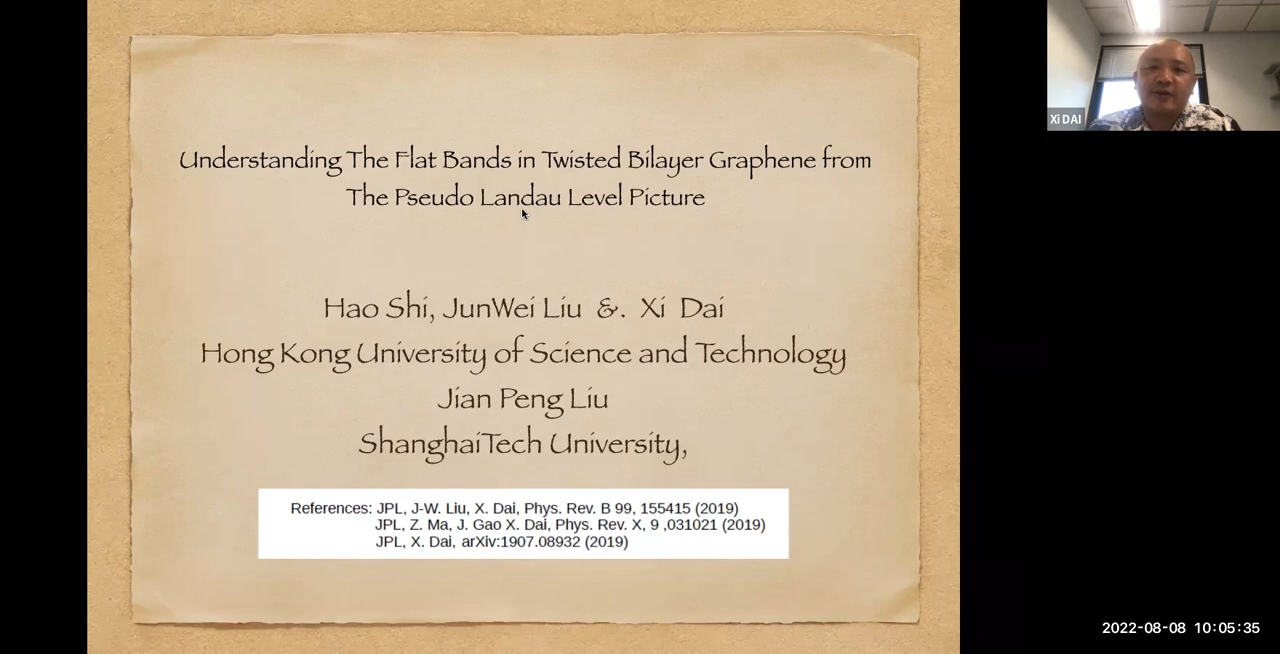 Understanding The Flat Bands in Twisted Bilayer Graphene from
The Pseudo Landau Level Picture
Hao Shi, JunWei Liu &. Xi Dai
Hong Kong University of Science and Technology
Jian Peng Liu
ShanghaiTech University,
References: JPL, J-W. Liu, X. Dai, Phys. Rev. B 99, 155415 (2019)
JPL, Z. Ma, J. Gao X. Dai, Phys. Rev. X, 9 ,031021 (2019)
JPL, X. Dai, arXiv:1907.08932 (2019)
Xi DAI
2022-08-08 10:05:35